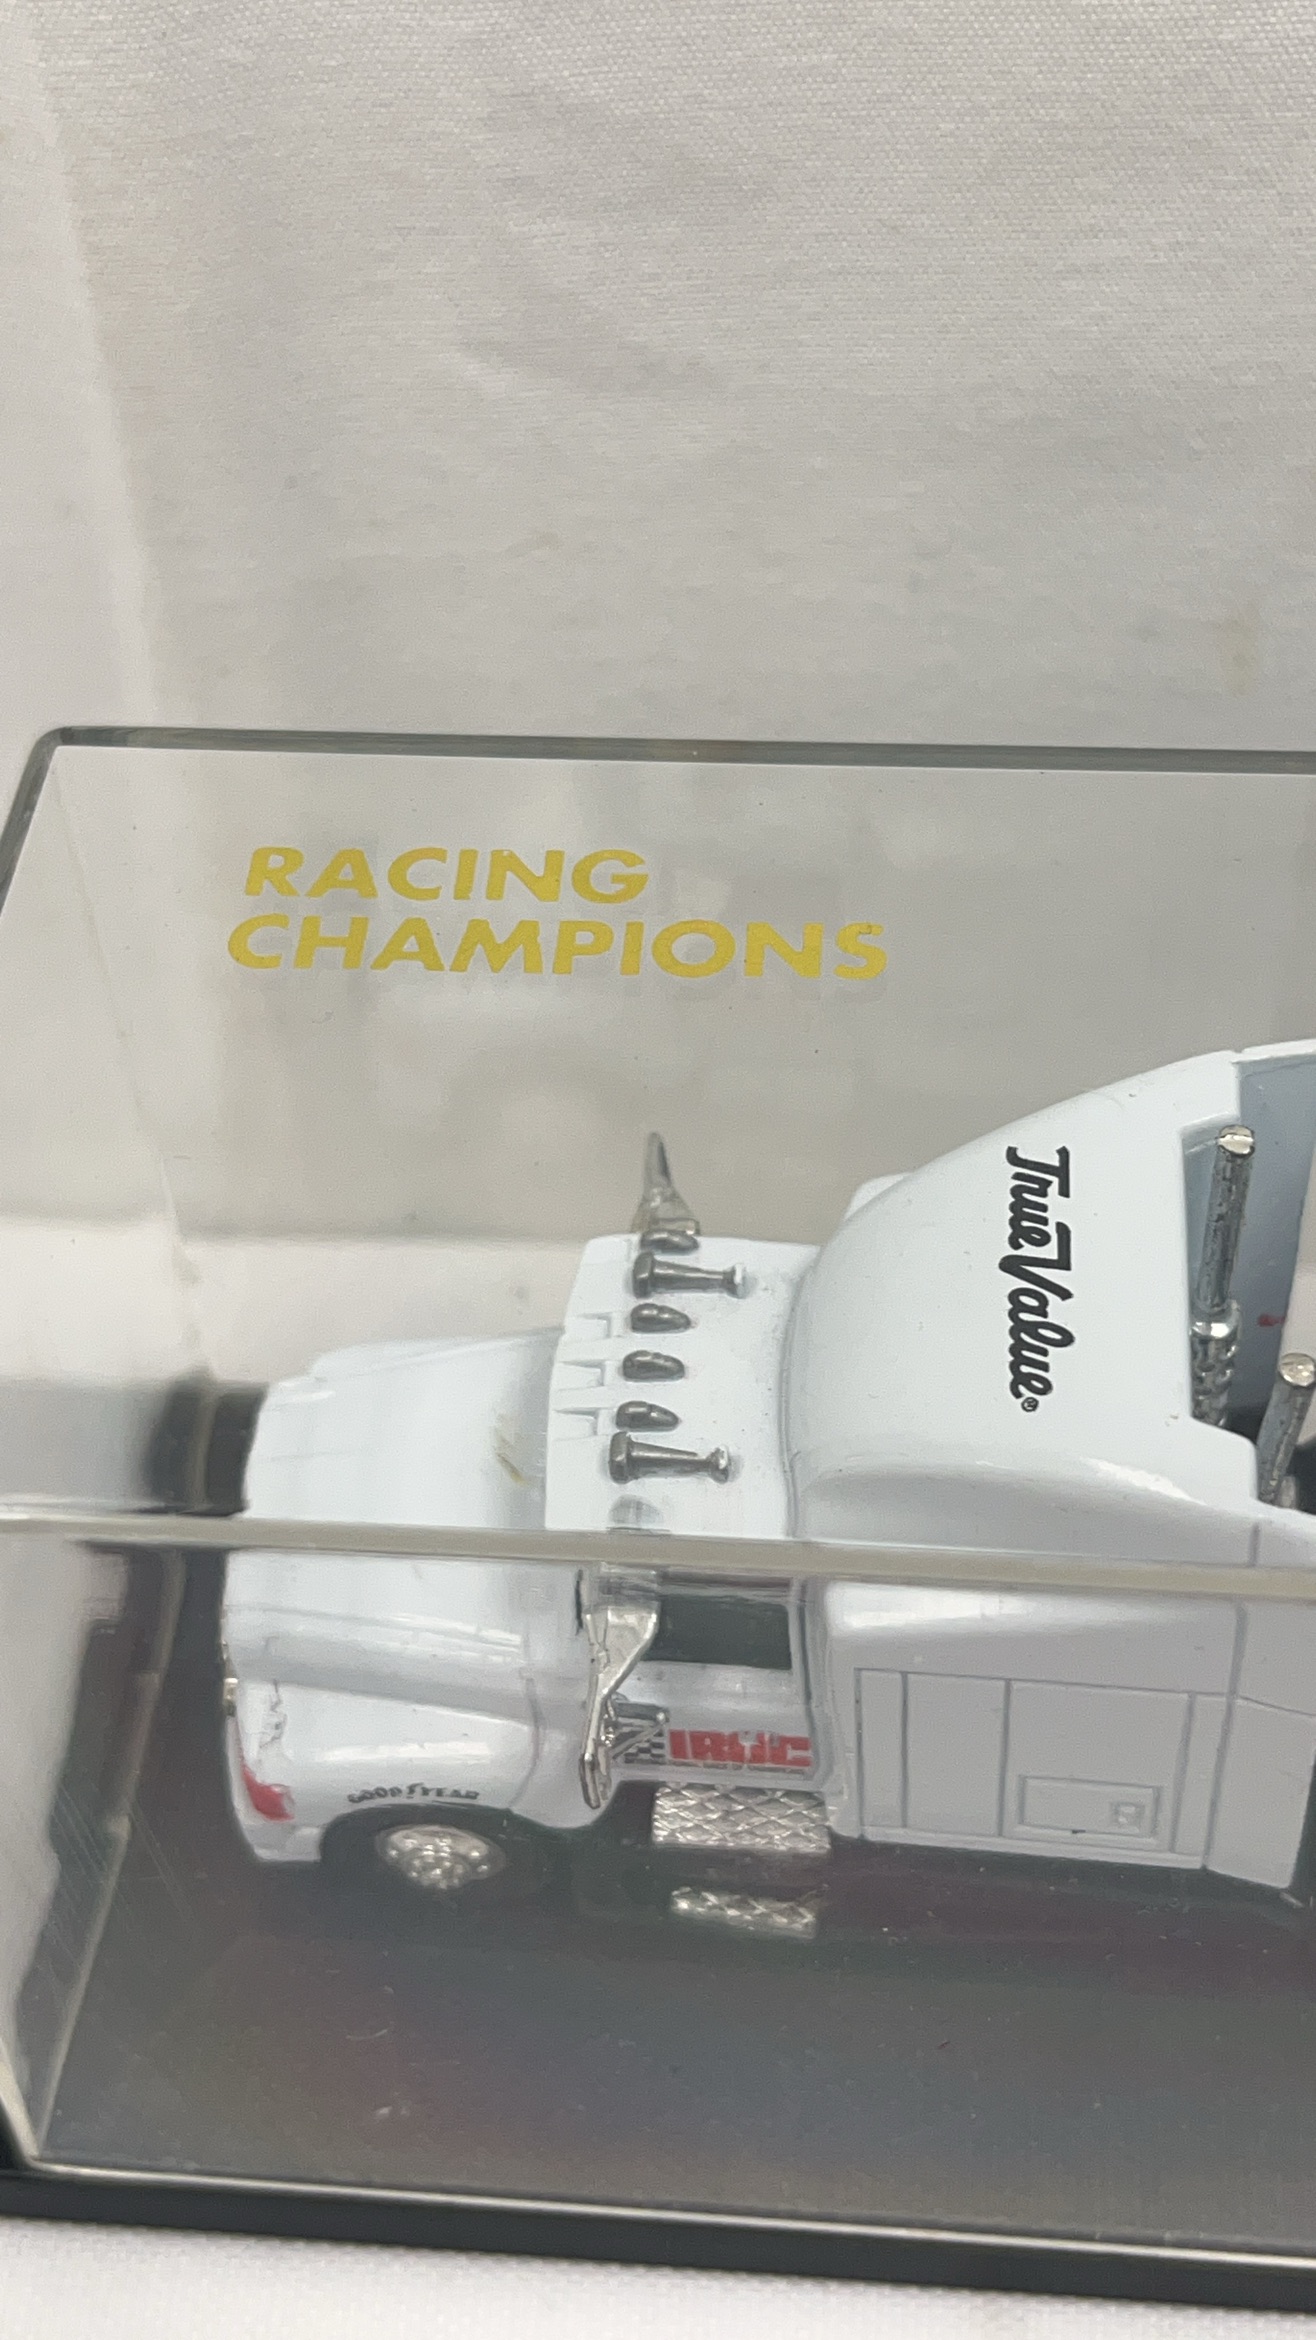 RACING
CHAMPIONS
True Value®
IROC
GOODYEAR